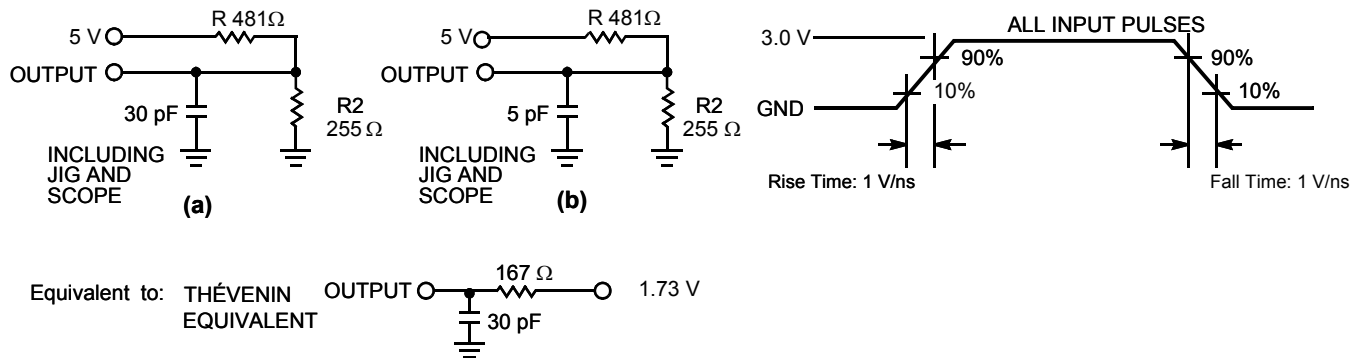 R 481Ω
5 V
OUTPUT
30 pF
R2
255 Ω
INCLUDING
JIG AND
SCOPE
(a)
R 481Ω
5 V
OUTPUT
5 pF
R2
255 Ω
INCLUDING
JIG AND
SCOPE
(b)
ALL INPUT PULSES
3.0 V
90%
10%
GND
90%
10%
Rise Time: 1 V/ns
Fall Time: 1 V/ns
Equivalent to: THÉVENIN
EQUIVALENT
OUTPUT
167 Ω
1.73 V
30 pF